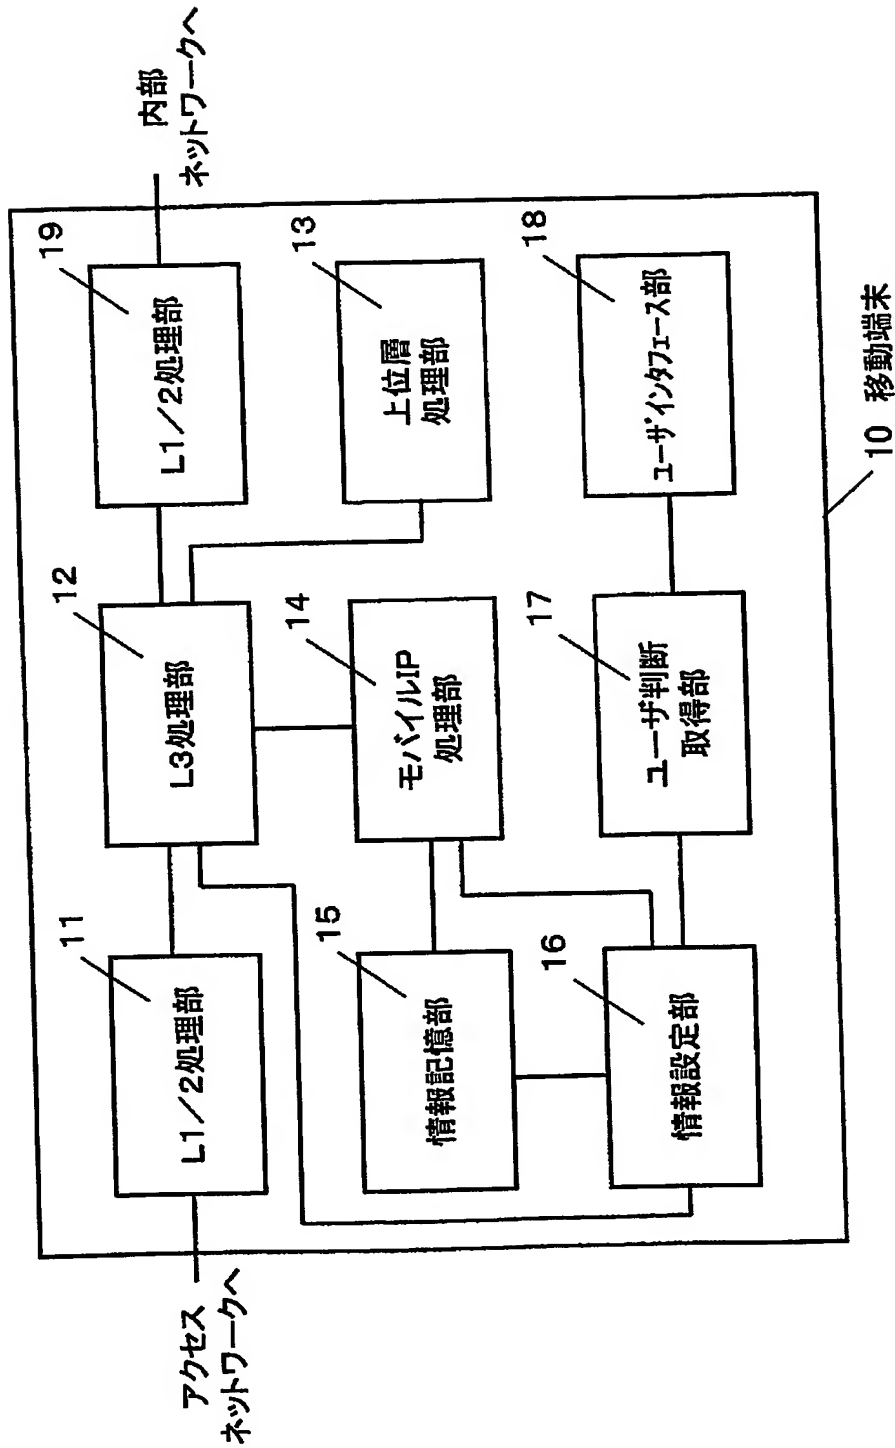 アクセス
ネットワークへ
11
L1／2処理部
12
L3処理部
19
L1／2処理部
内部
ネットワークへ
15
情報記憶部
14
モバイルIP
処理部
13
上位層
処理部
16
情報設定部
17
ユーザ判断
取得部
18
ユーザインタフェース部
10 移動端末